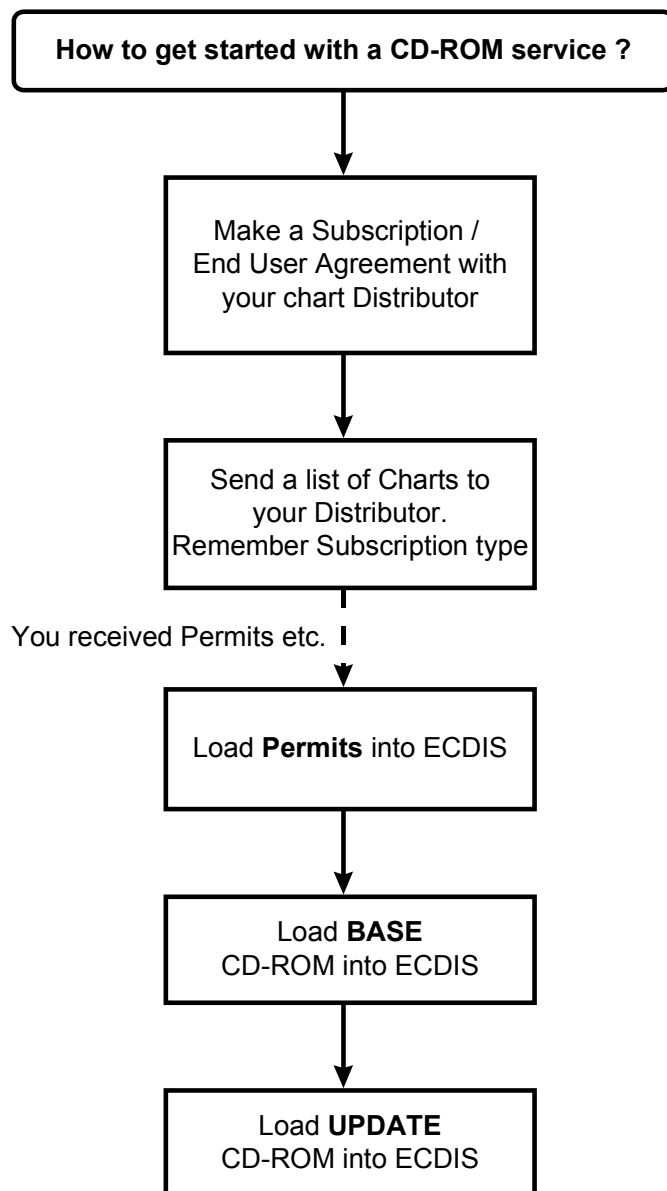 How to get started with a CD-ROM service ?
Make a Subscription /
End User Agreement with
your chart Distributor
Send a list of Charts to
your Distributor.
Remember Subscription type
You received Permits etc.
Load Permits into ECDIS
Load BASE
CD-ROM into ECDIS
Load UPDATE
CD-ROM into ECDIS